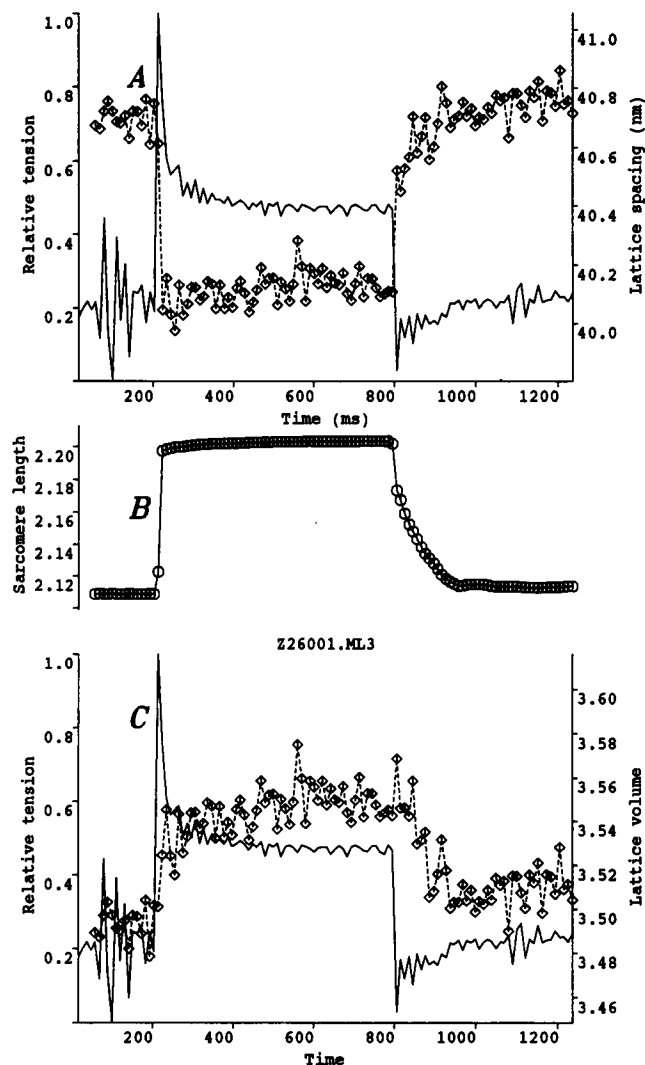 A
1.0
0.8
0.6
0.4
0.2
Relative tension
41.0
40.8
40.6
40.4
40.2
40.0
Lattice spacing (nm)
200 400 600 800 1000 1200
Time (ms)
B
2.20
2.18
2.16
2.14
2.12
Sarcomere length
Z26001.ML3
C
1.0
0.8
0.6
0.4
0.2
Relative tension
3.60
3.58
3.56
3.54
3.52
3.50
3.48
3.46
Lattice volume
200 400 600 800 1000 1200
Time